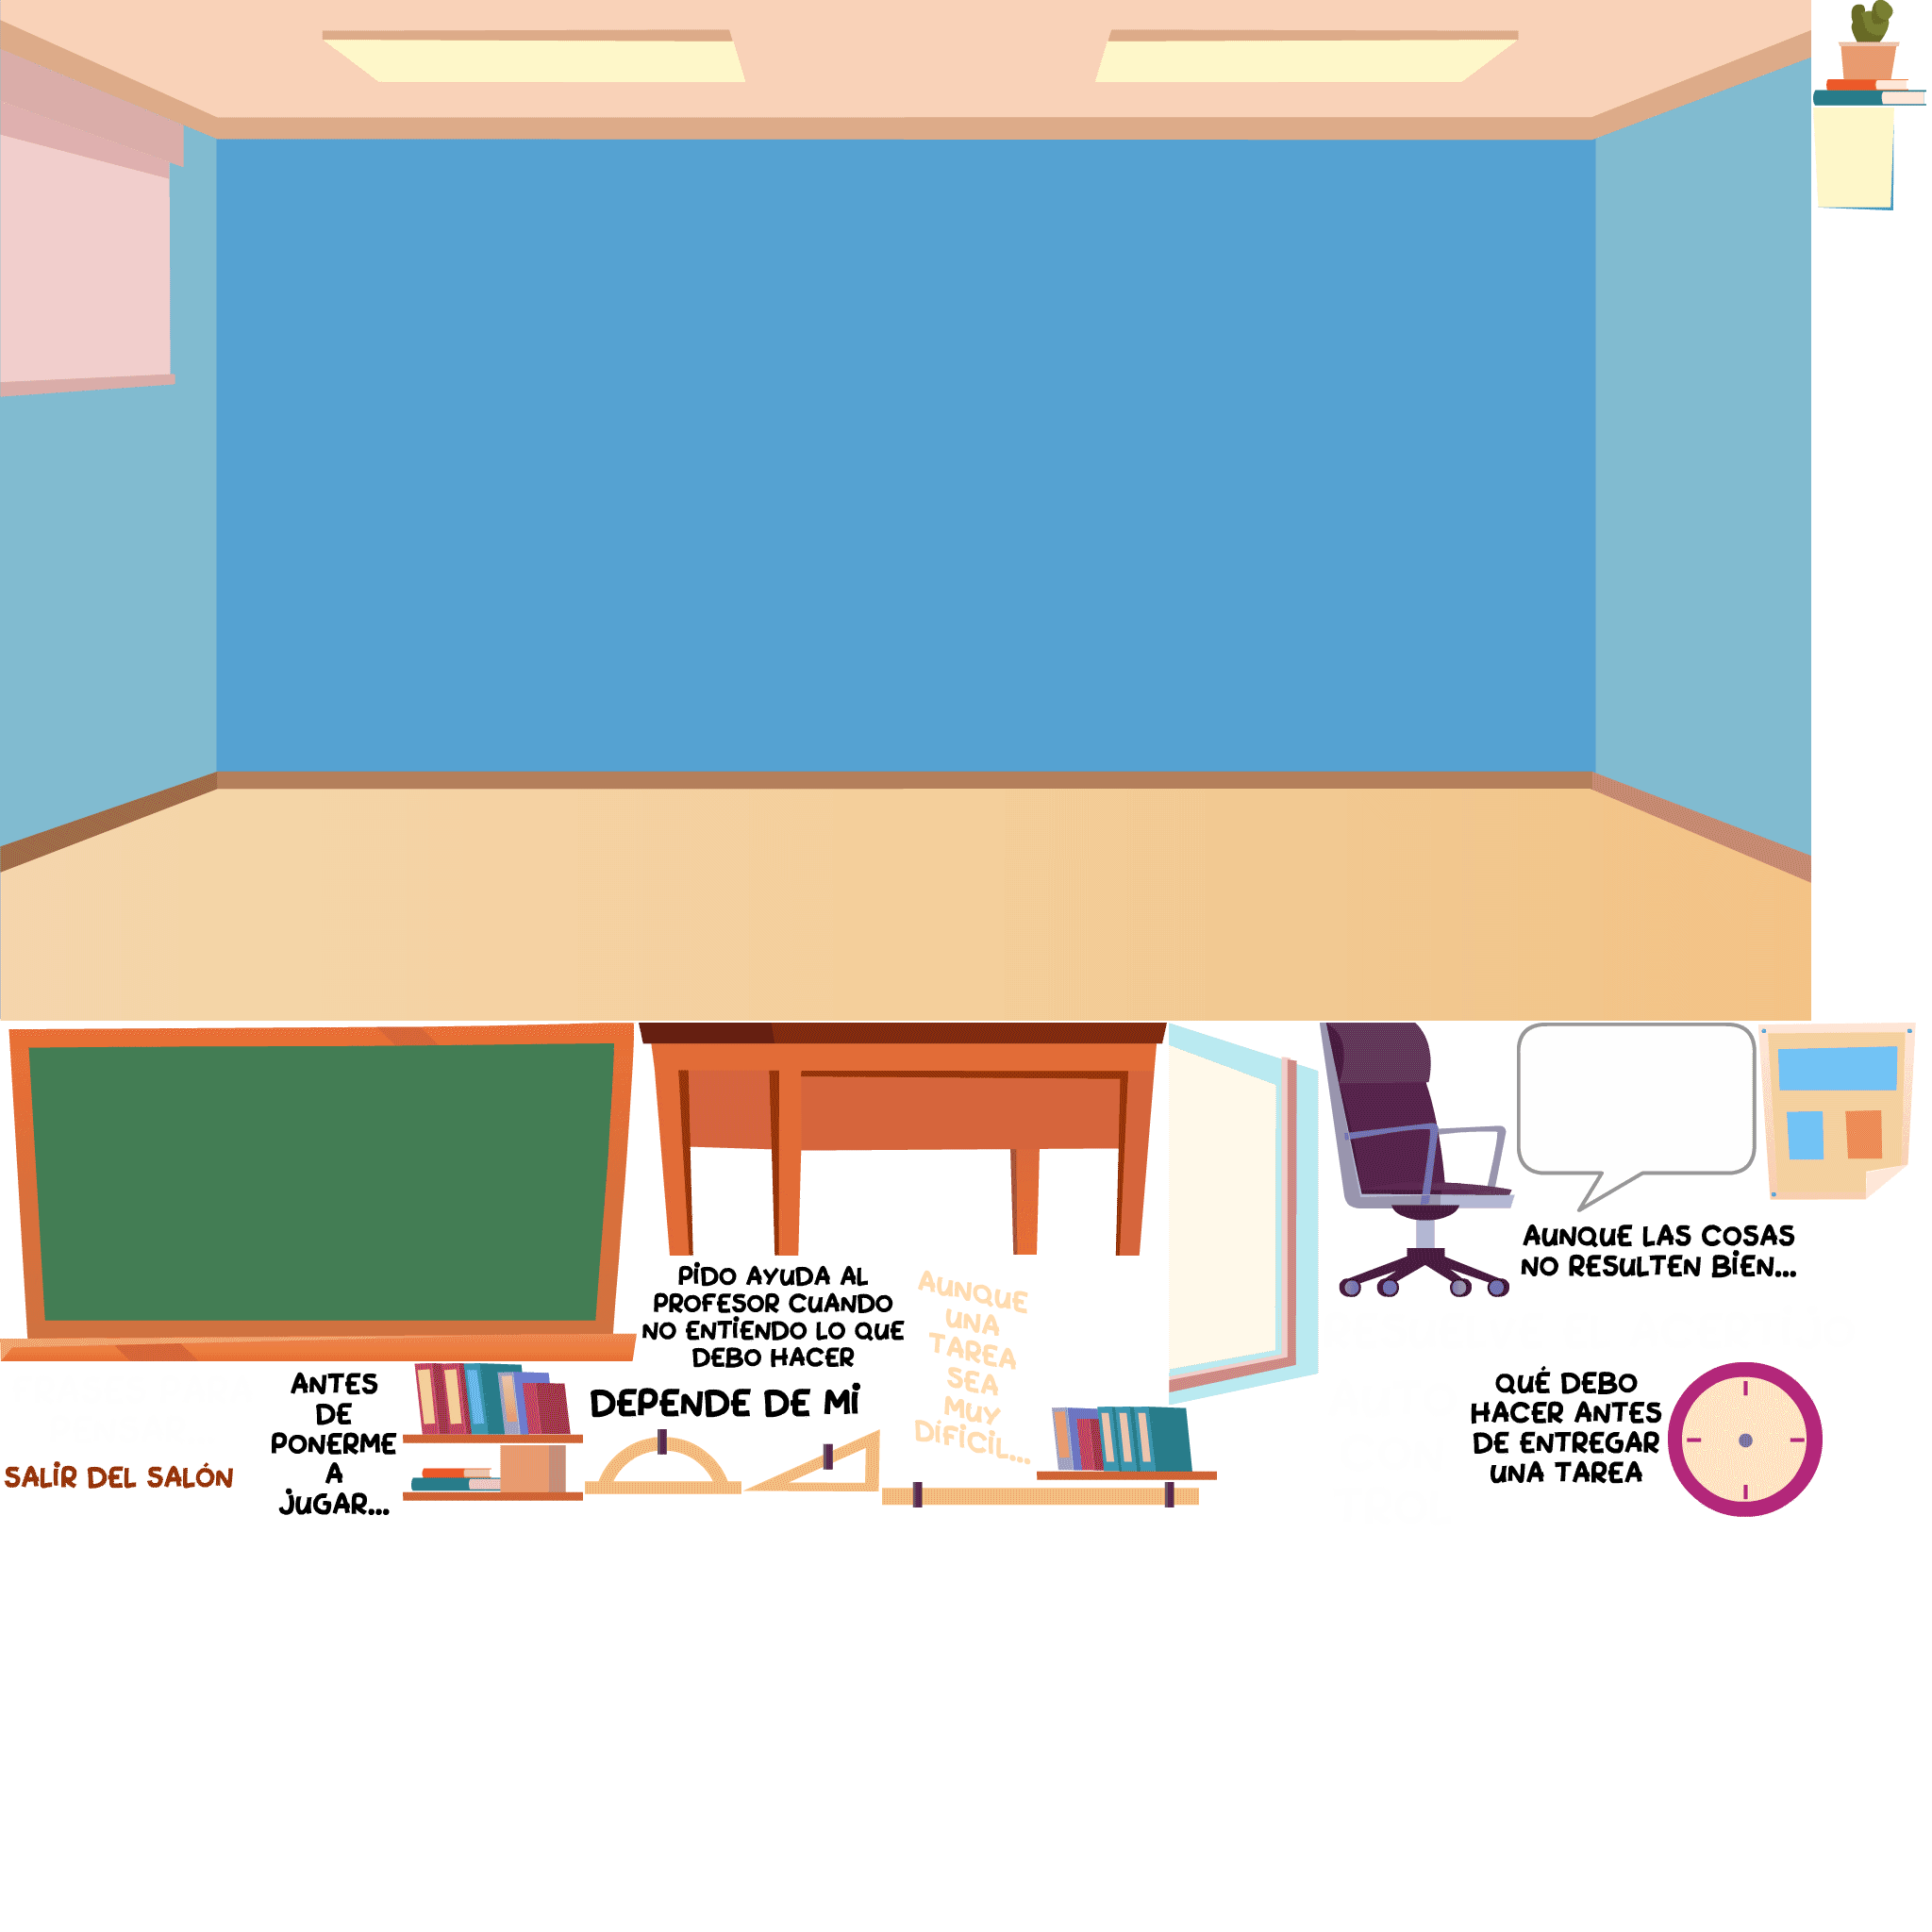 AUNQUE LAS COSAS
NO RESULTEN BIEN...
PIDO AYUDA AL
PROFESOR CUANDO
NO ENTIENDO LO QUE
DEBO HACER
AUNQUE
UNA
TAREA
SEA
MUY
DIFICIL...
ANTES
DE
PONERME
A
JUGAR...
DEPENDE DE MI
QUÉ DEBO
HACER ANTES
DE ENTREGAR
UNA TAREA
SALIR DEL SALÓN